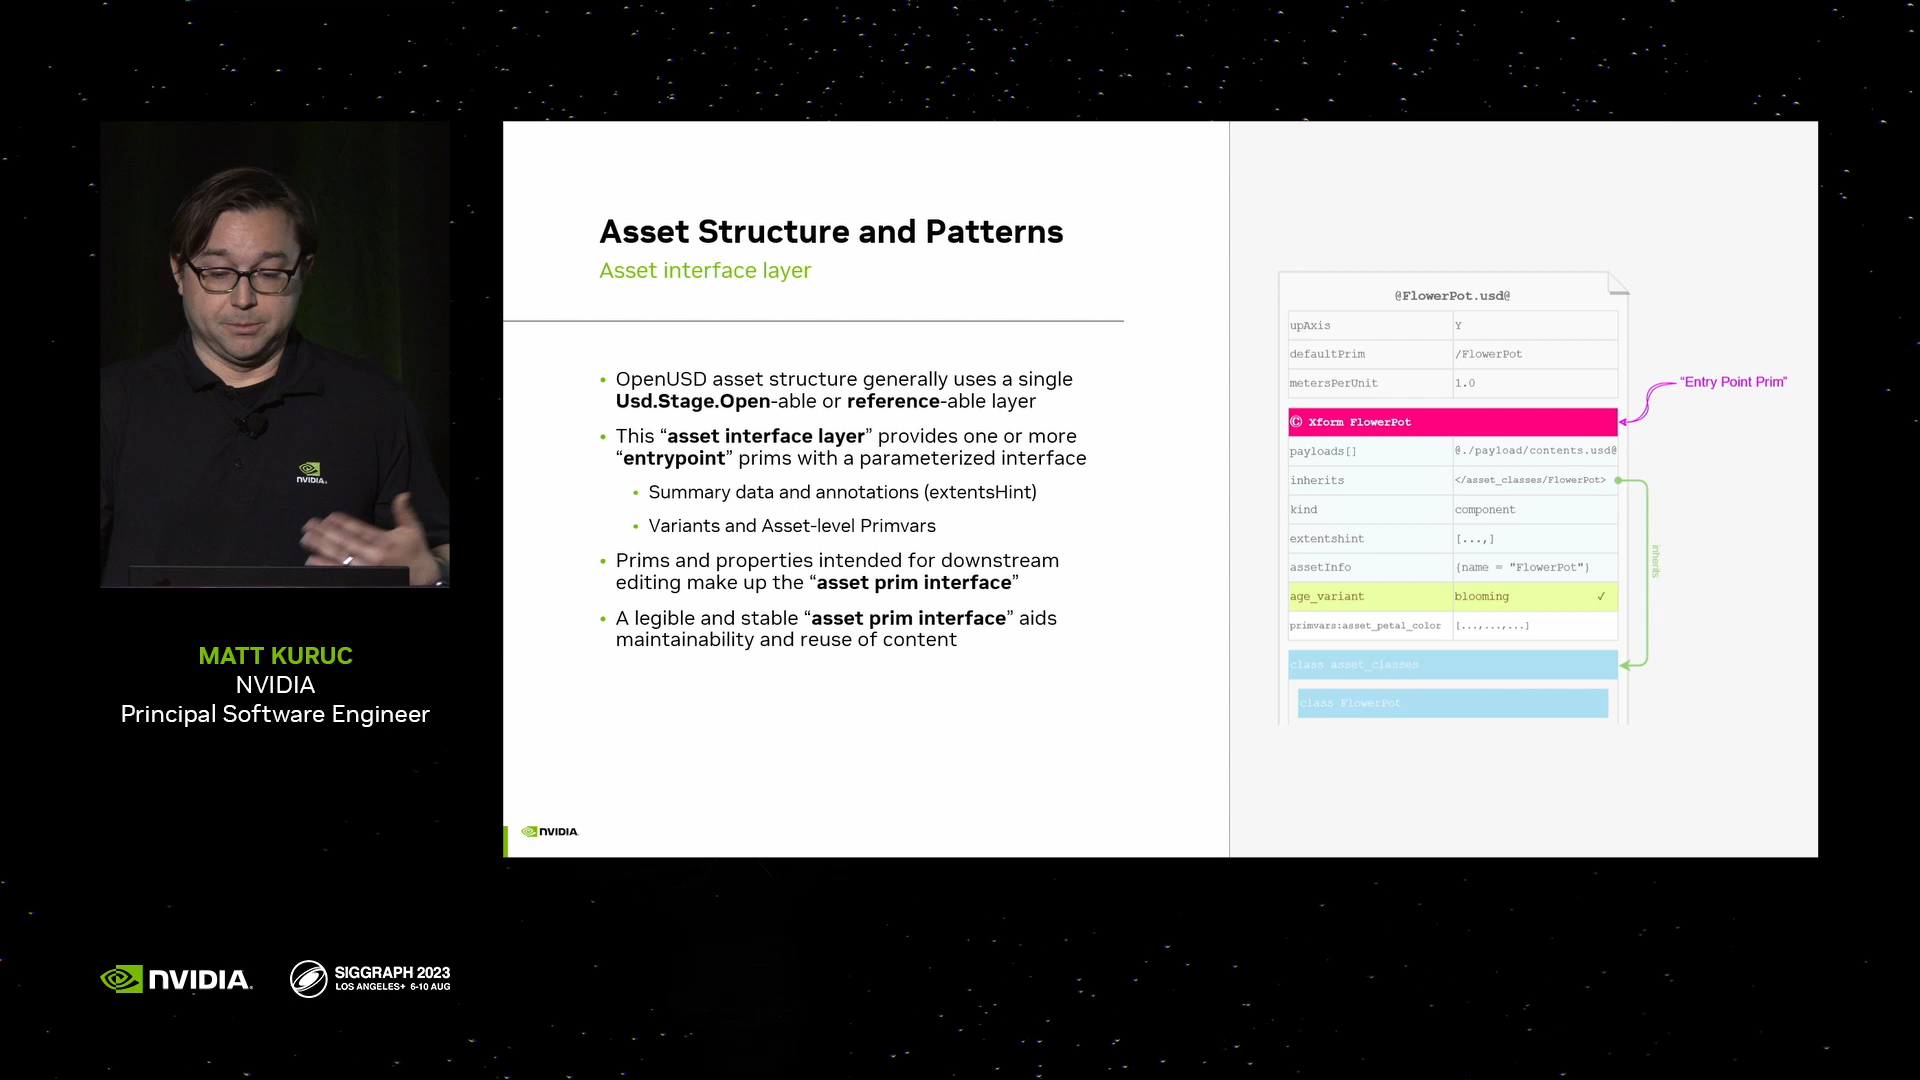 Asset Structure and Patterns
Asset interface layer
• OpenUSD asset structure generally uses a single
Usd.Stage.Open-able or reference-able layer
• This “asset interface layer” provides one or more
“entrypoint” prims with a parameterized interface
• Summary data and annotations (extentsHint)
• Variants and Asset-level Primvars
• Prims and properties intended for downstream
editing make up the “asset prim interface”
• A legible and stable “asset prim interface” aids
maintainability and reuse of content
NVIDIA.
@FlowerPot.usd@
upAxis Y
defaultPrim /FlowerPot
metersPerUnit 1.0
© Xform FlowerPot
“Entry Point Prim”
payloads[] @./payload/contents.usd@
inherits </asset_classes/FlowerPot>
kind component
extentshint [...,]
assetInfo {name = "FlowerPot"}
age_variant blooming ✓
primvars:asset_petal_color [...,...,...]
inherits
class asset_classes
class FlowerPot
NVIDIA.
MATT KURUC
NVIDIA
Principal Software Engineer
NVIDIA.
SIGGRAPH 2023
LOS ANGELES+ 6-10 AUG